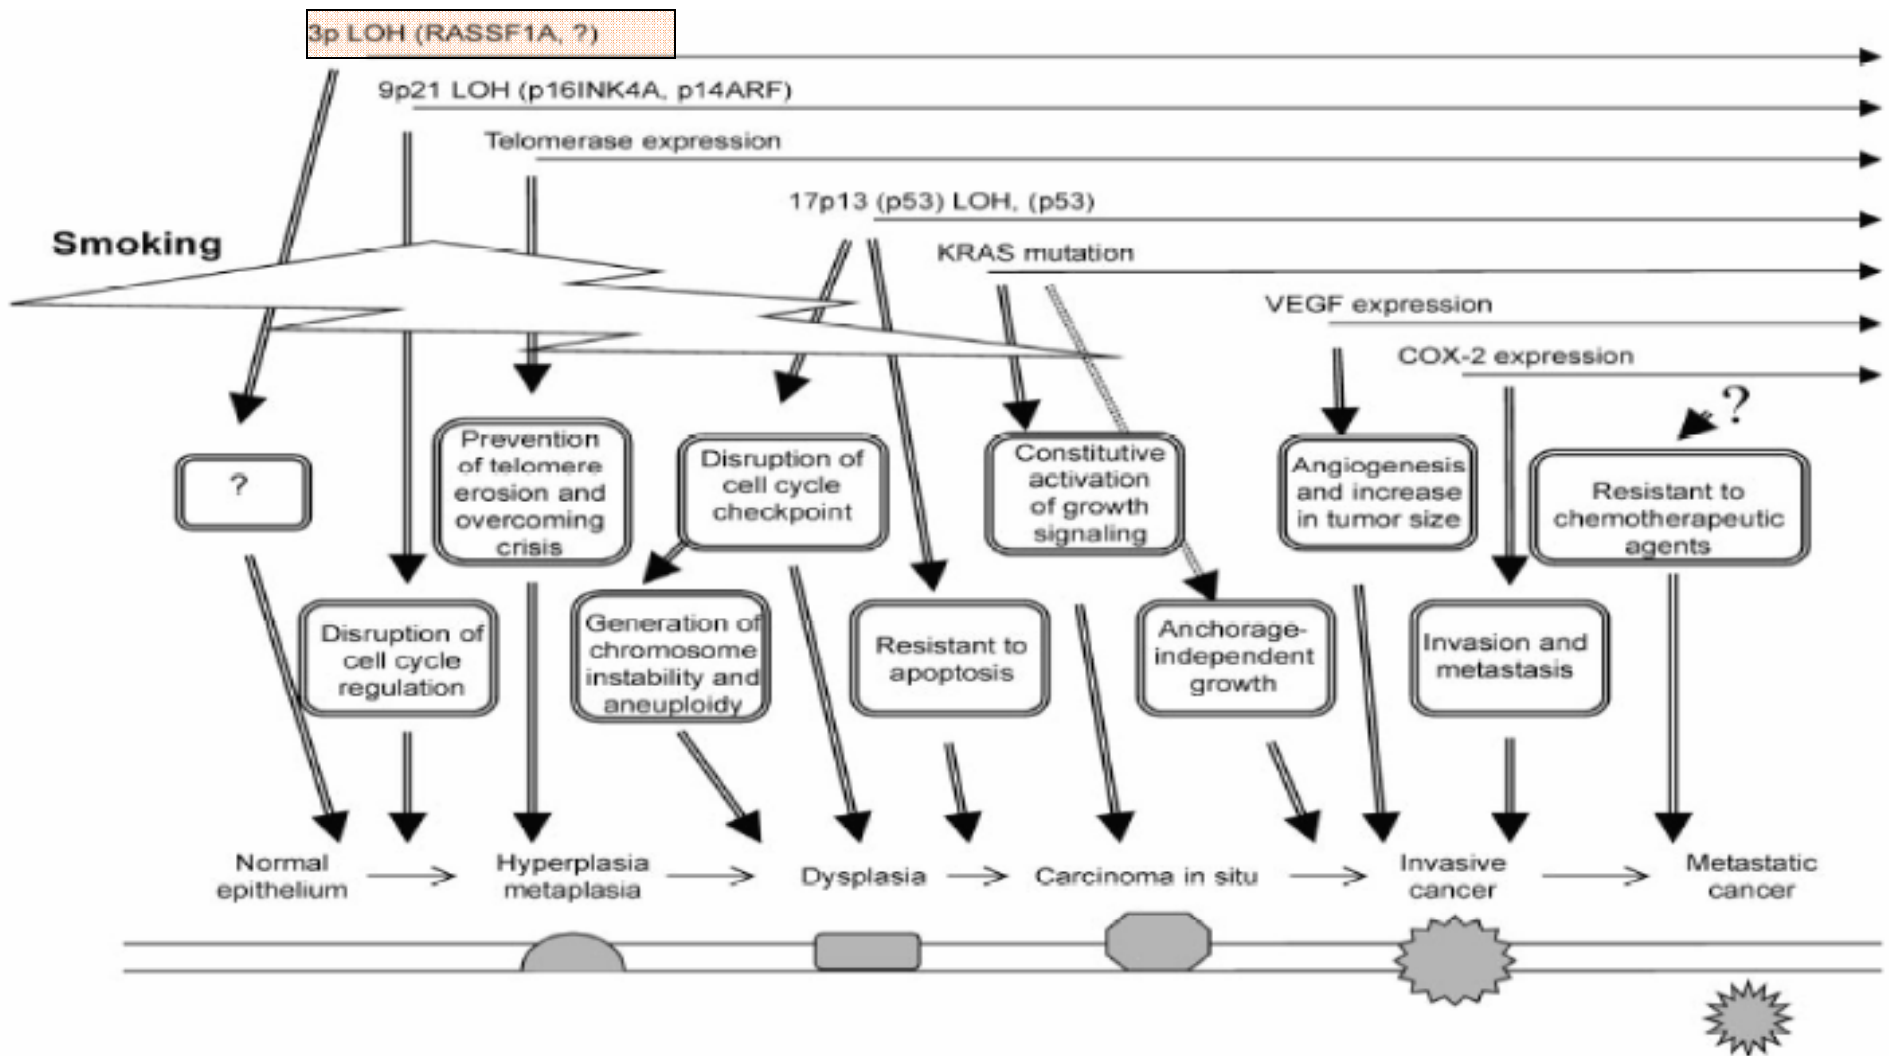 3p LOH (RASSF1A, ?)
9p21 LOH (p16INK4A, p14ARF)
Telomerase expression
17p13 (p53) LOH, (p53)
Smoking
KRAS mutation
VEGF expression
COX-2 expression
?
?
Prevention
of telomere
erosion and
overcoming
crisis
Disruption of
cell cycle
checkpoint
Constitutive
activation
of growth
signaling
Angiogenesis
and increase
in tumor size
Resistant to
chemotherapeutic
agents
Disruption of
cell cycle
regulation
Generation of
chromosome
instability and
aneuploidy
Resistant to
apoptosis
Anchorage-
independent
growth
Invasion and
metastasis
Normal
epithelium
Hyperplasia
metaplasia
Dysplasia
Carcinoma in situ
Invasive
cancer
Metastatic
cancer